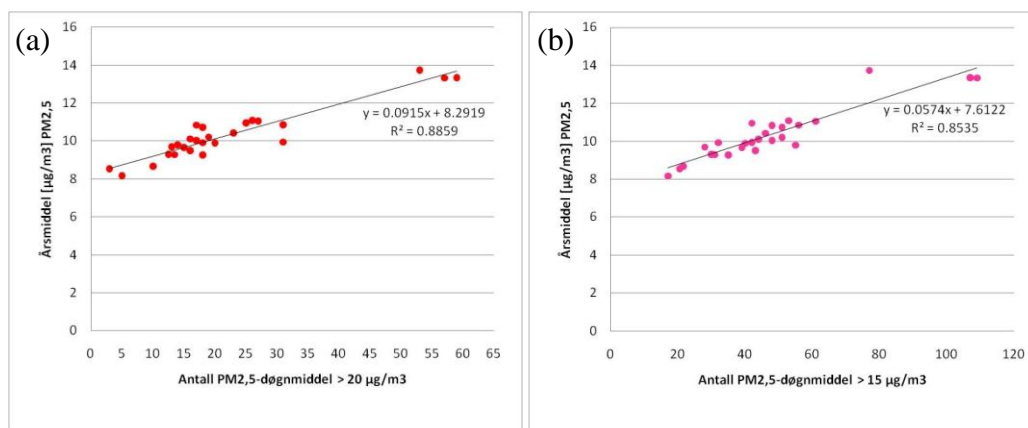 (a)
16
14
12
10
8
6
4
2
0
Årsmiddel [µg/m3] PM2,5
y = 0.0915x + 8.2919
R² = 0.8859
0 5 10 15 20 25 30 35 40 45 50 55 60 65
Antall PM2,5-døgnmiddel > 20 µg/m3
(b)
16
14
12
10
8
6
4
2
0
Årsmiddel [µg/m3] PM2,5
y = 0.0574x + 7.6122
R² = 0.8535
0 20 40 60 80 100 120
Antall PM2,5-døgnmiddel > 15 µg/m3